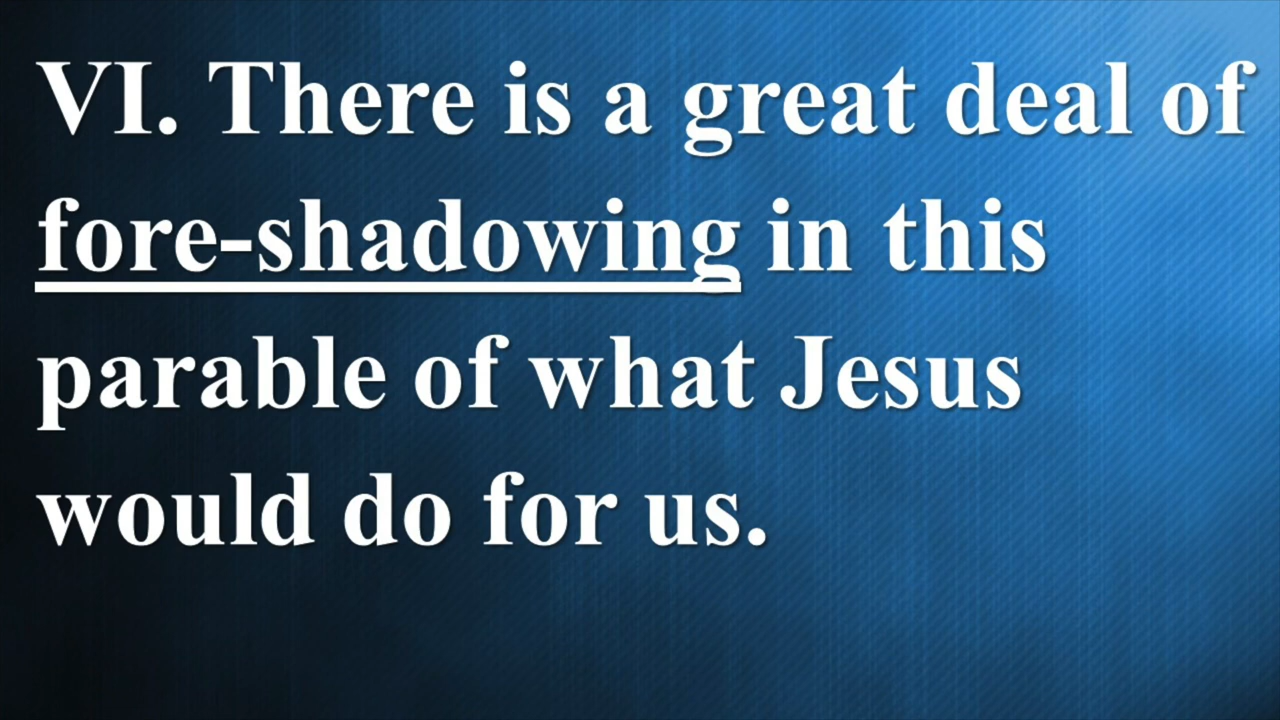 VI. There is a great deal of
fore-shadowing in this
parable of what Jesus
would do for us.